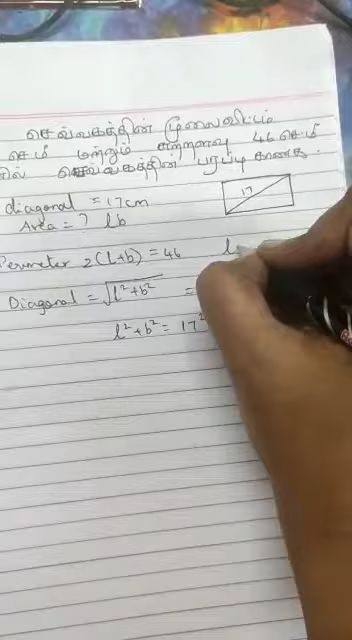 செவ்வகத்தின் மூலைவிட்டம்
செ.மீ மற்றும் சுற்றளவு 46 செ.மீ
ல் செவ்வகத்தின் பரப்பு காண்க.
diagonal = 17cm
17
Area = ? lb
Perimeter 2(l+b) = 46 l
Diagonal = √l²+b² =
l²+b² = 17²